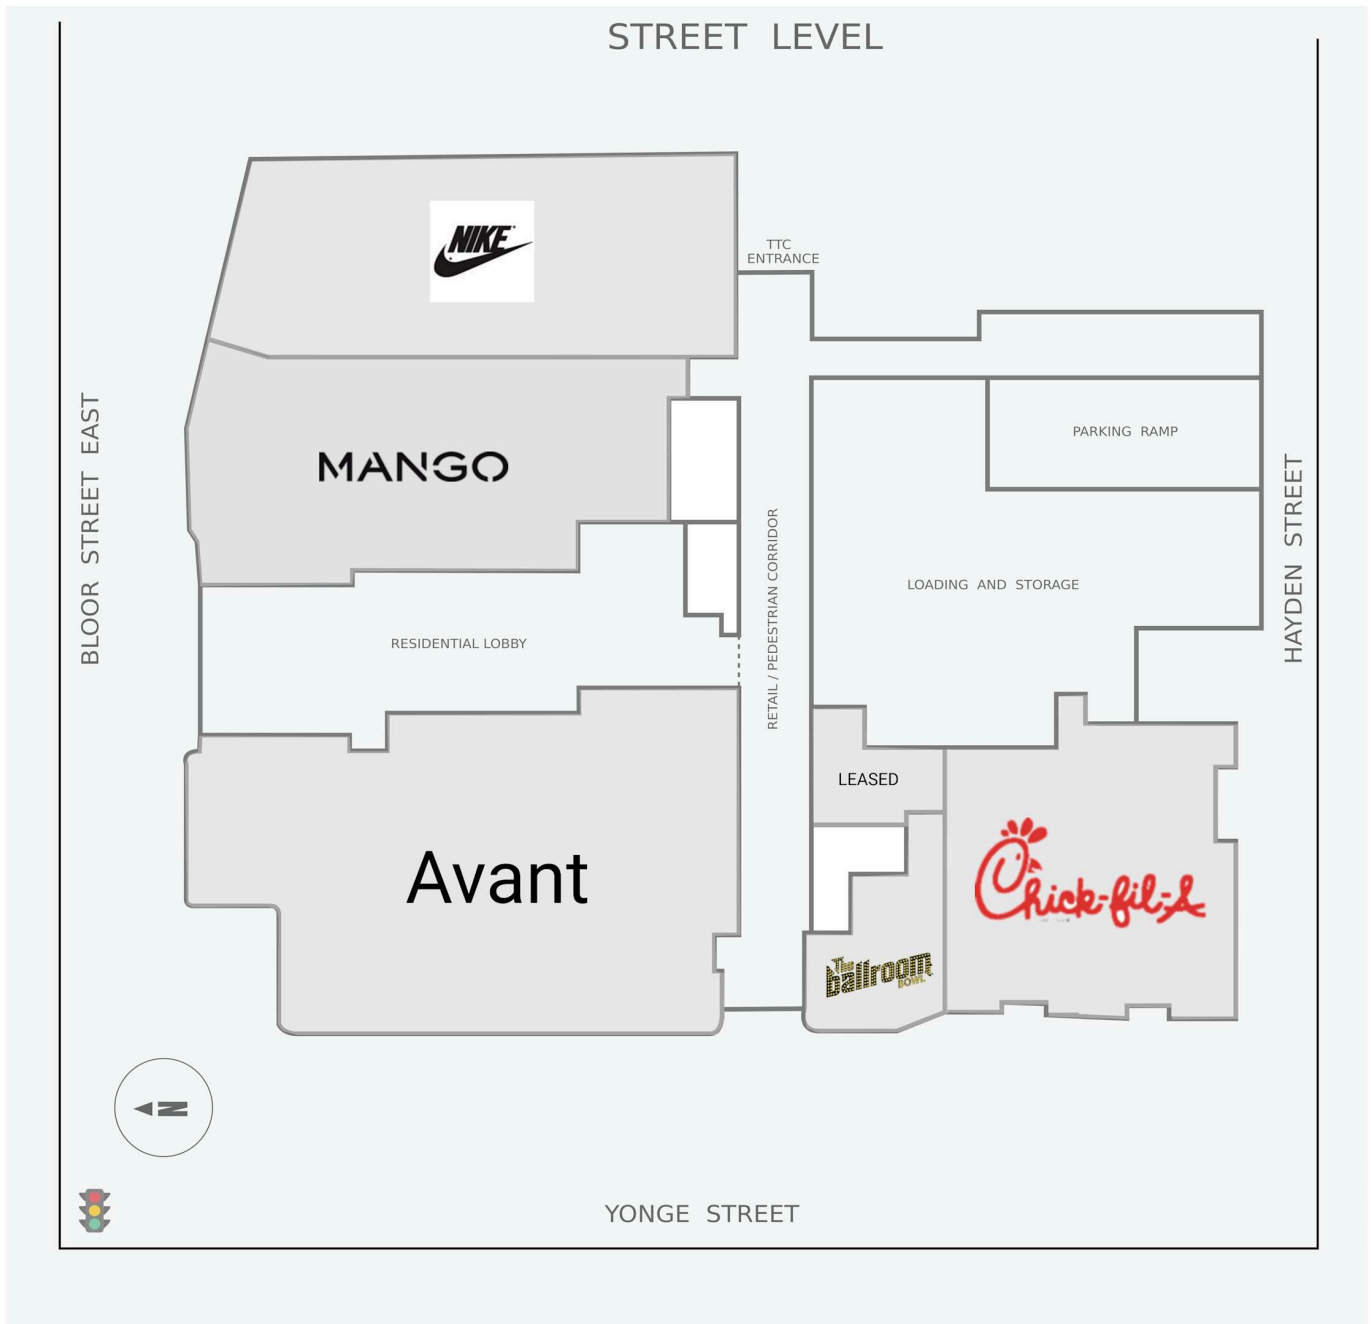 STREET LEVEL
NIKE
TTC
ENTRANCE
BLOOR STREET EAST
MANGO
PARKING RAMP
HAYDEN STREET
RETAIL / PEDESTRIAN CORRIDOR
LOADING AND STORAGE
RESIDENTIAL LOBBY
LEASED
Avant
Chick-fil-A
The
ballroom
BOWL
N
YONGE STREET